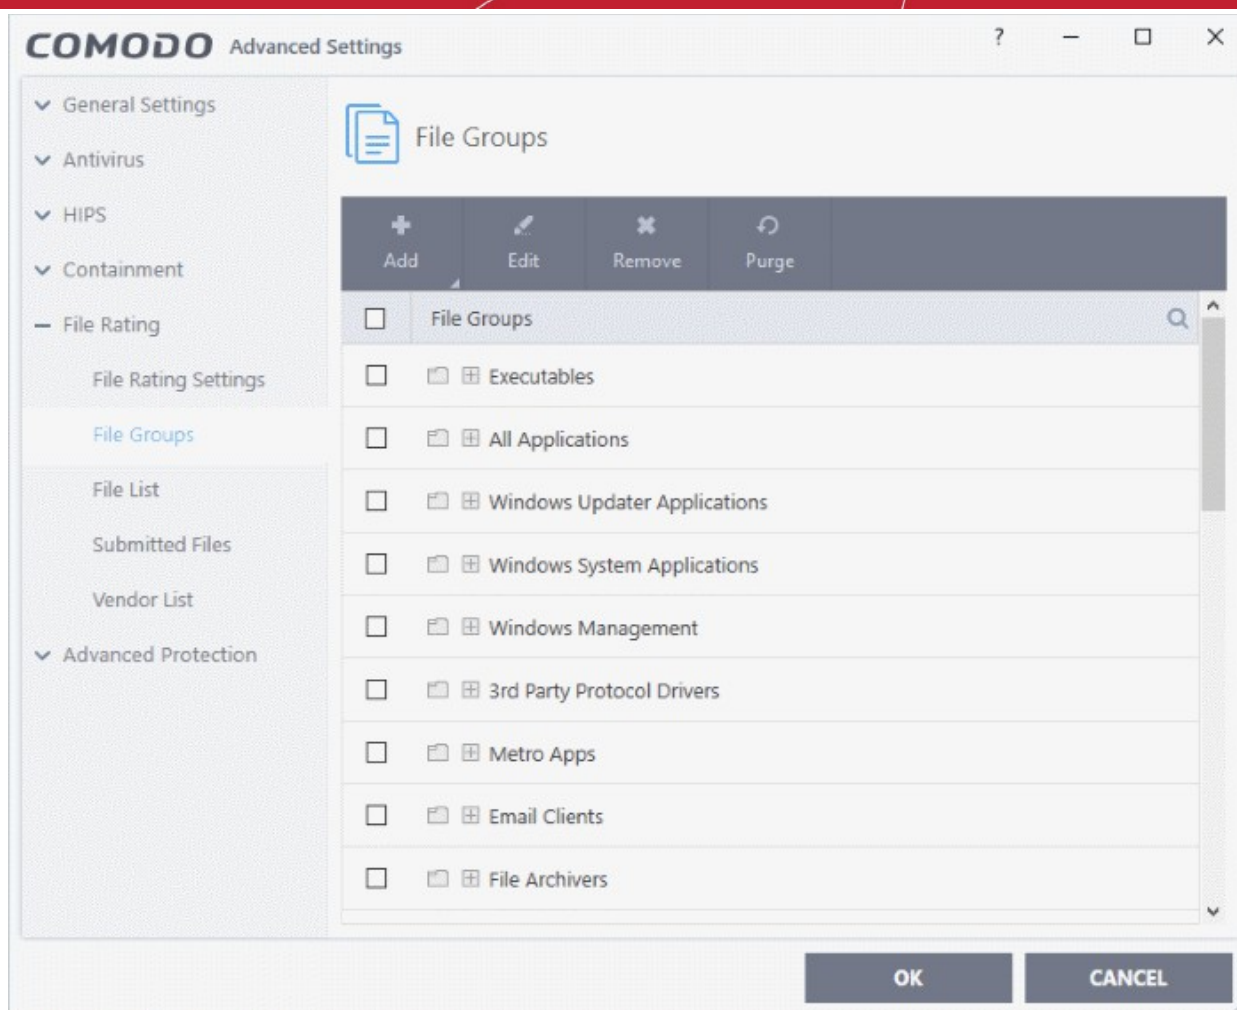 COMODO Advanced Settings ?
General Settings
Antivirus
HIPS
Containment
File Rating
File Rating Settings
File Groups
File List
Submitted Files
Vendor List
Advanced Protection
File Groups
Add Edit Remove Purge
File Groups
Executables
All Applications
Windows Updater Applications
Windows System Applications
Windows Management
3rd Party Protocol Drivers
Metro Apps
Email Clients
File Archivers
OK CANCEL